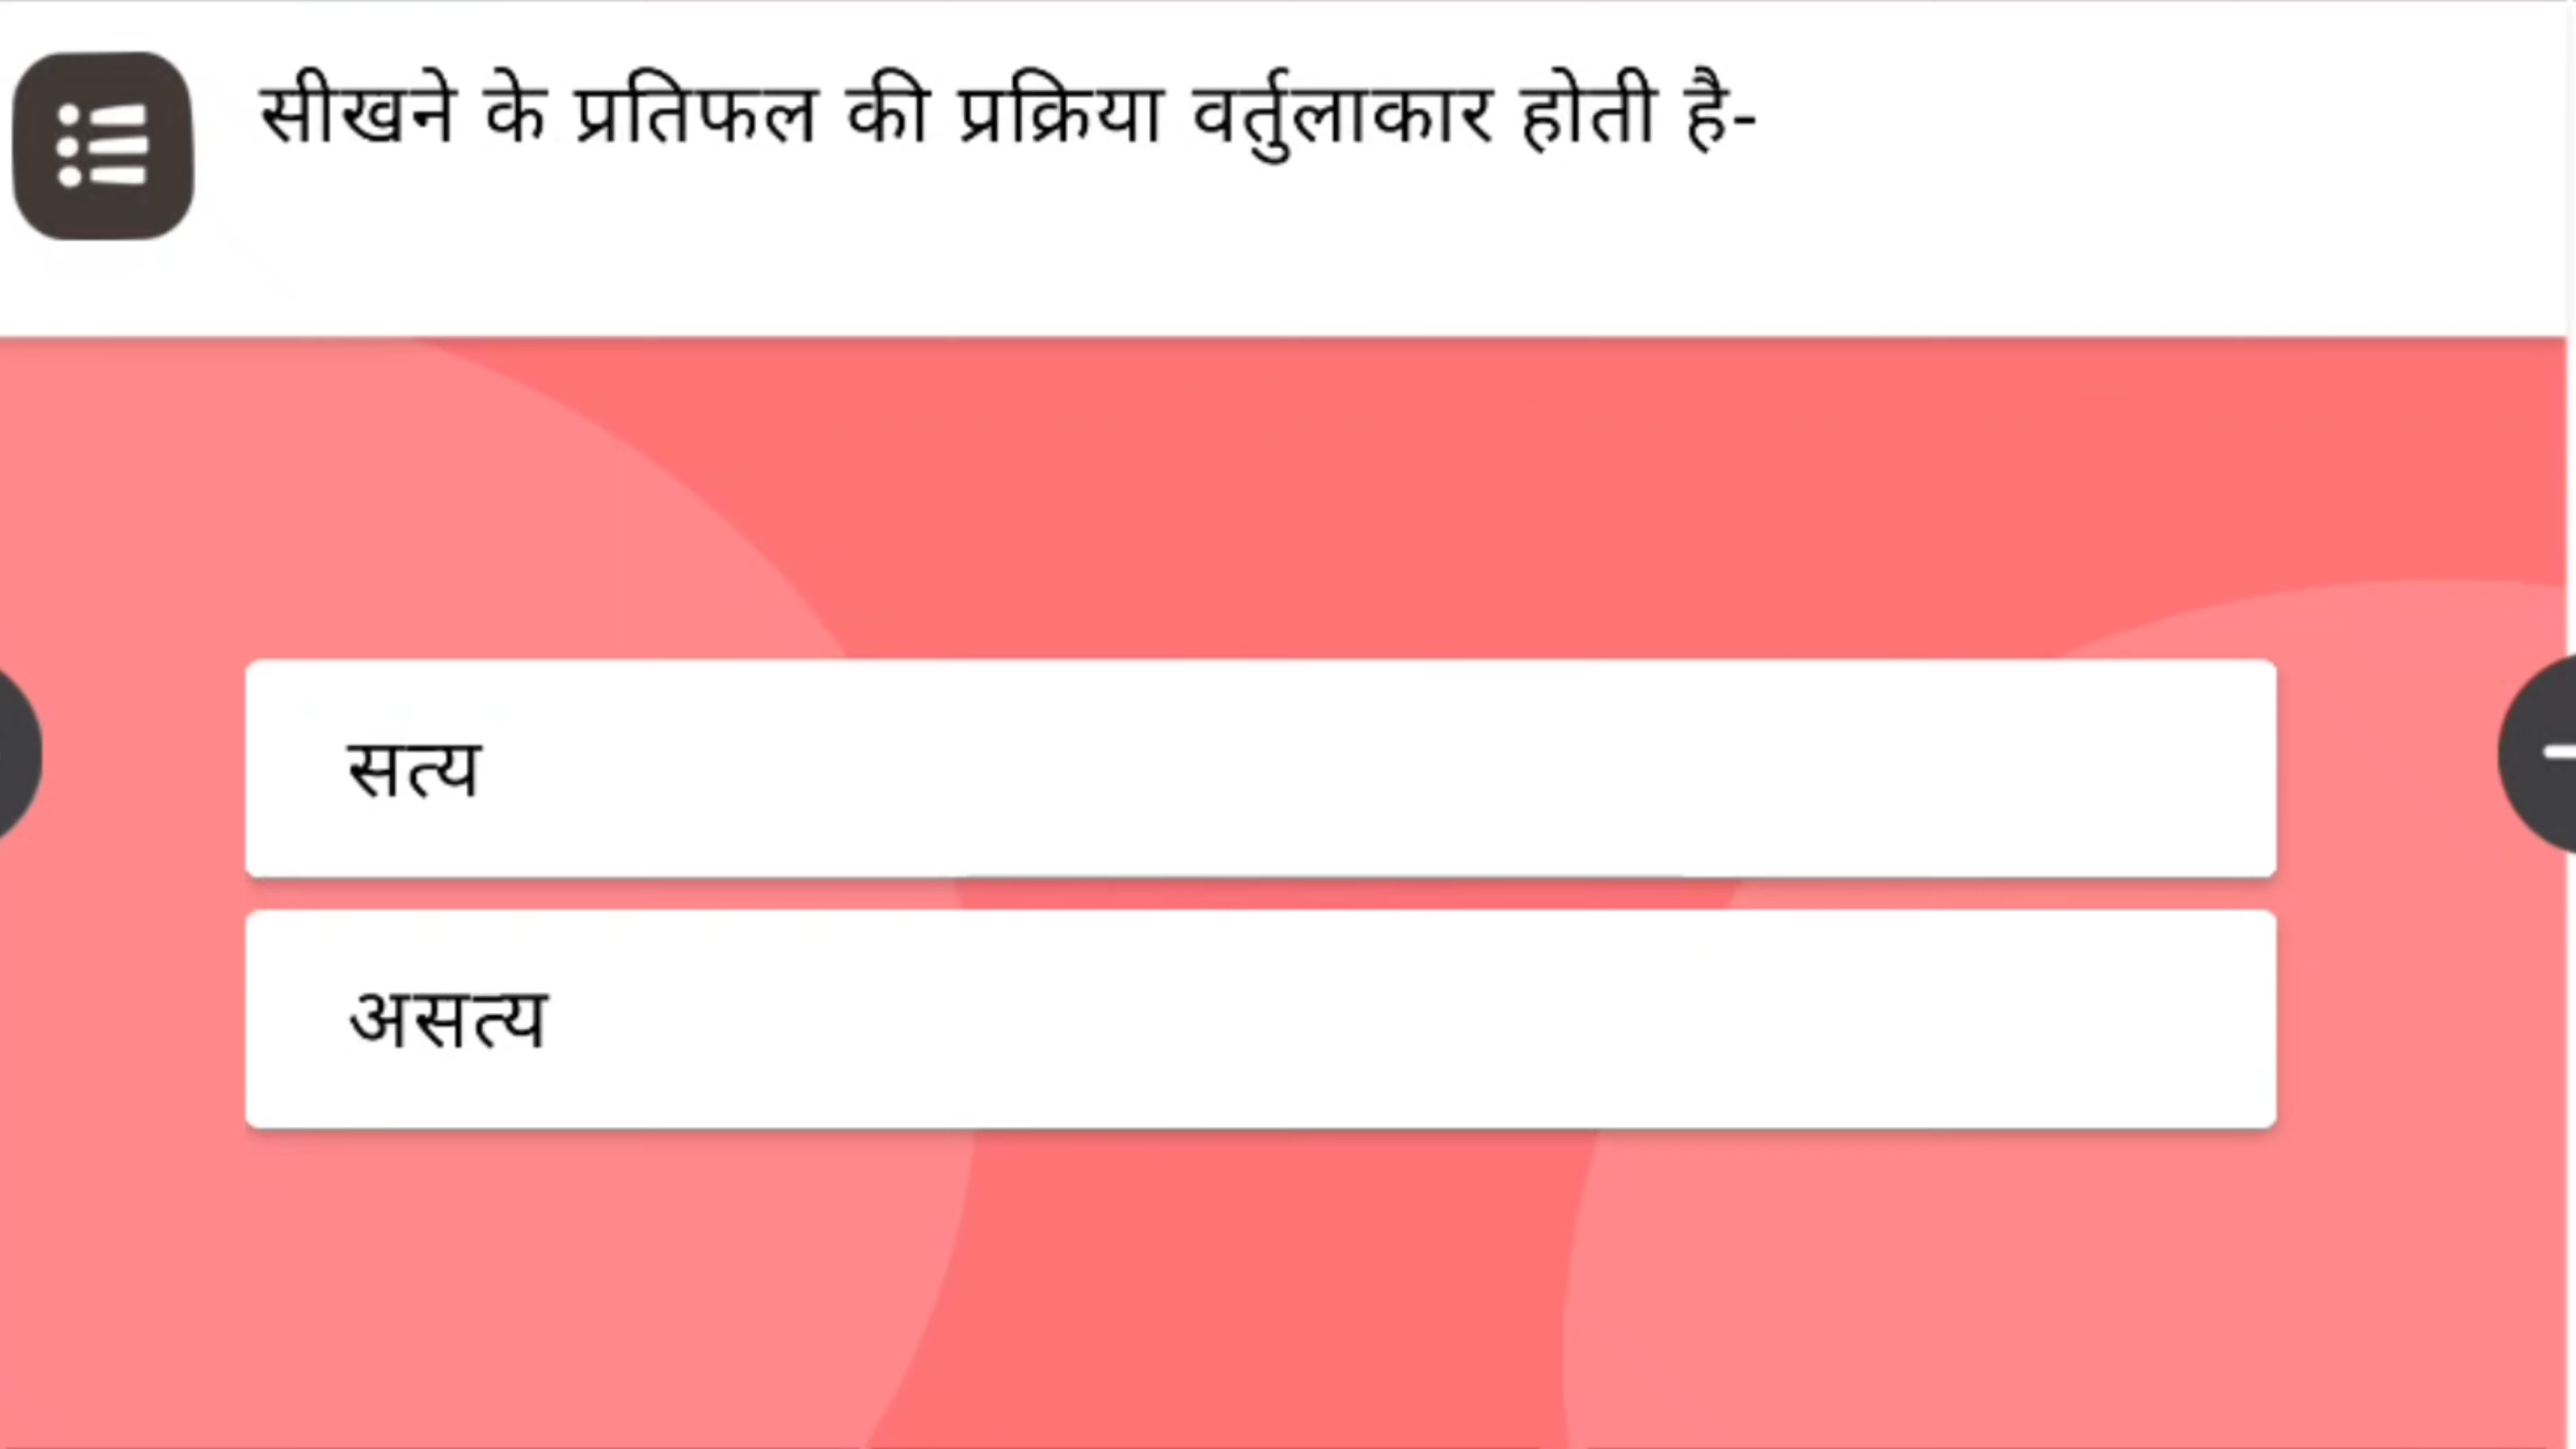 सीखने के प्रतिफल की प्रक्रिया वर्तुलाकार होती है-
सत्य
असत्य